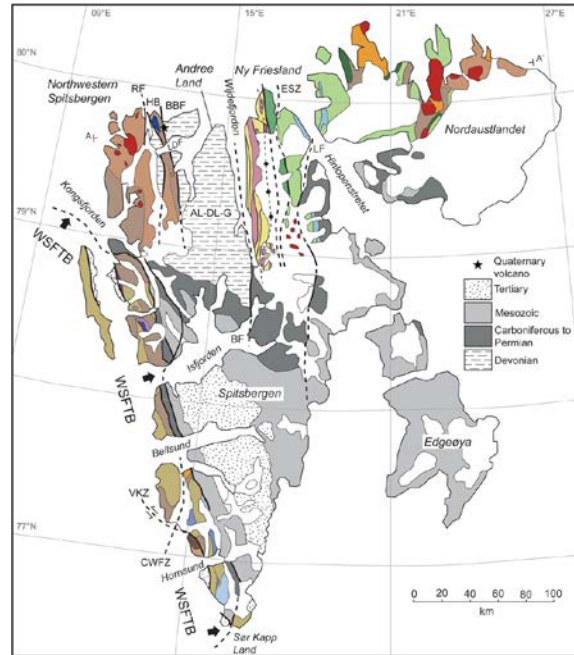 09°E
15°E
21°E
27°E
80°N
79°N
77°N
Northwestern
Spitsbergen
Andree
Land
Ny Friesland
RF
HB
BBF
ESZ
Wijdefjorden
Nordaustlandet
A
A'
LF
Hinlopenstretet
Kongsfjorden
AL-DL-G
WSFTB
BF
Isfjorden
WSFTB
Spitsbergen
Edgeøya
Bellsund
VKZ
CWFZ
Hornsund
WSFTB
Sør Kapp
Land
Quaternary
volcano
Tertiary
Mesozoic
Carboniferous to
Permian
Devonian
0 20 40 60 80 100
km